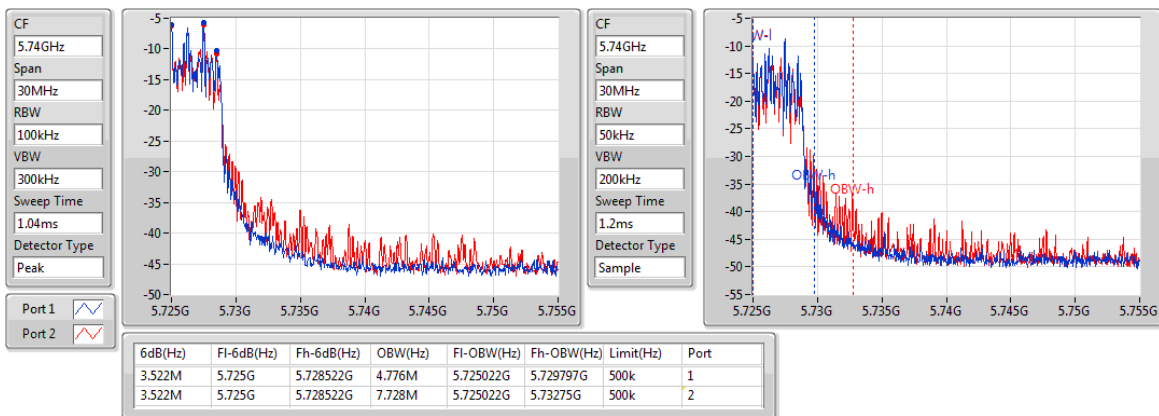 CF
5.74GHz
Span
30MHz
RBW
100kHz
VBW
300kHz
Sweep Time
1.04ms
Detector Type
Peak
Port 1
Port 2
-5
-10
-15
-20
-25
-30
-35
-40
-45
-50
5.725G 5.73G 5.735G 5.74G 5.745G 5.75G 5.755G
CF
5.74GHz
Span
30MHz
RBW
50kHz
VBW
200kHz
Sweep Time
1.2ms
Detector Type
Sample
-5
-10
-15
-20
-25
-30
-35
-40
-45
-50
-55
W-l
OBW-h
OBW-h
5.725G 5.73G 5.735G 5.74G 5.745G 5.75G 5.755G
6dB(Hz) Fl-6dB(Hz) Fh-6dB(Hz) OBW(Hz) Fl-OBW(Hz) Fh-OBW(Hz) Limit(Hz) Port
3.522M 5.725G 5.728522G 4.776M 5.725022G 5.729797G 500k 1
3.522M 5.725G 5.728522G 7.728M 5.725022G 5.73275G 500k 2